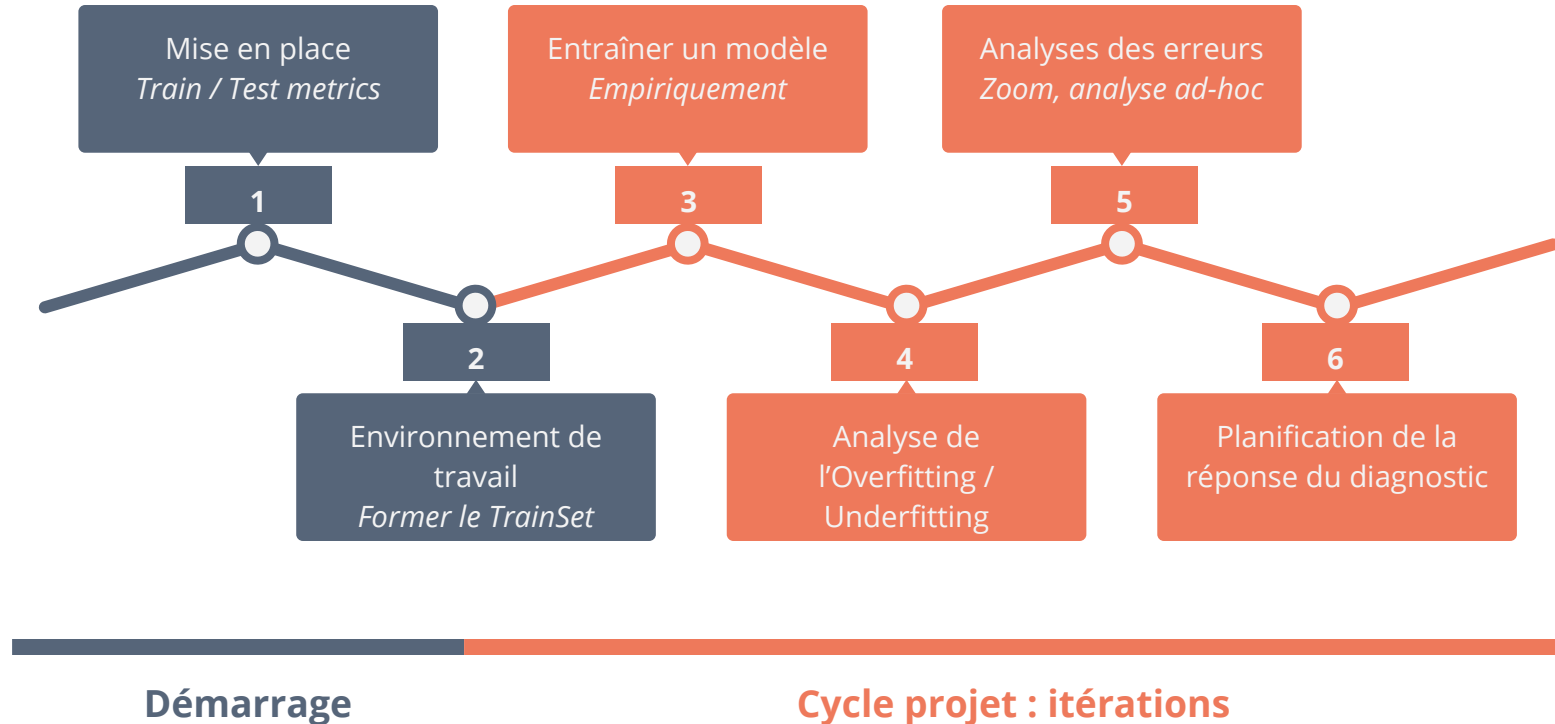 Mise en place
Train / Test metrics
1
Environnement de
travail
Former le TrainSet
2
Entraîner un modèle
Empiriquement
3
Analyse de
l'Overfitting /
Underfitting
4
Analyses des erreurs
Zoom, analyse ad-hoc
5
Planification de la
réponse du diagnostic
6
Démarrage
Cycle projet : itérations